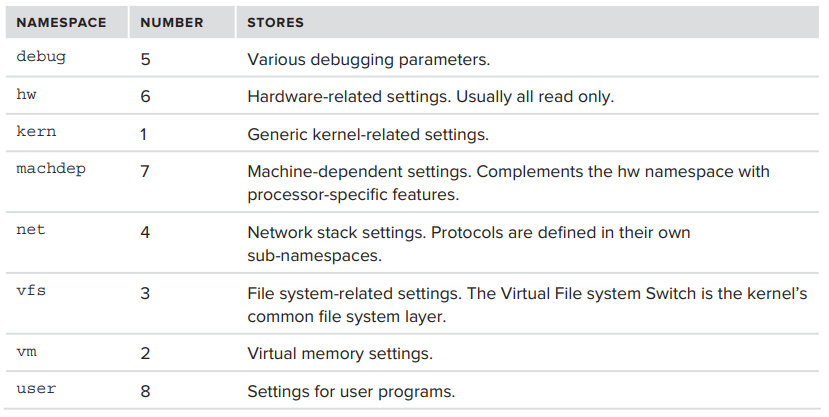 NAMESPACE NUMBER STORES
debug 5 Various debugging parameters.
hw 6 Hardware-related settings. Usually all read only.
kern 1 Generic kernel-related settings.
machdep 7 Machine-dependent settings. Complements the hw namespace with
processor-specific features.
net 4 Network stack settings. Protocols are defined in their own
sub-namespaces.
vfs 3 File system-related settings. The Virtual File system Switch is the kernel’s
common file system layer.
vm 2 Virtual memory settings.
user 8 Settings for user programs.